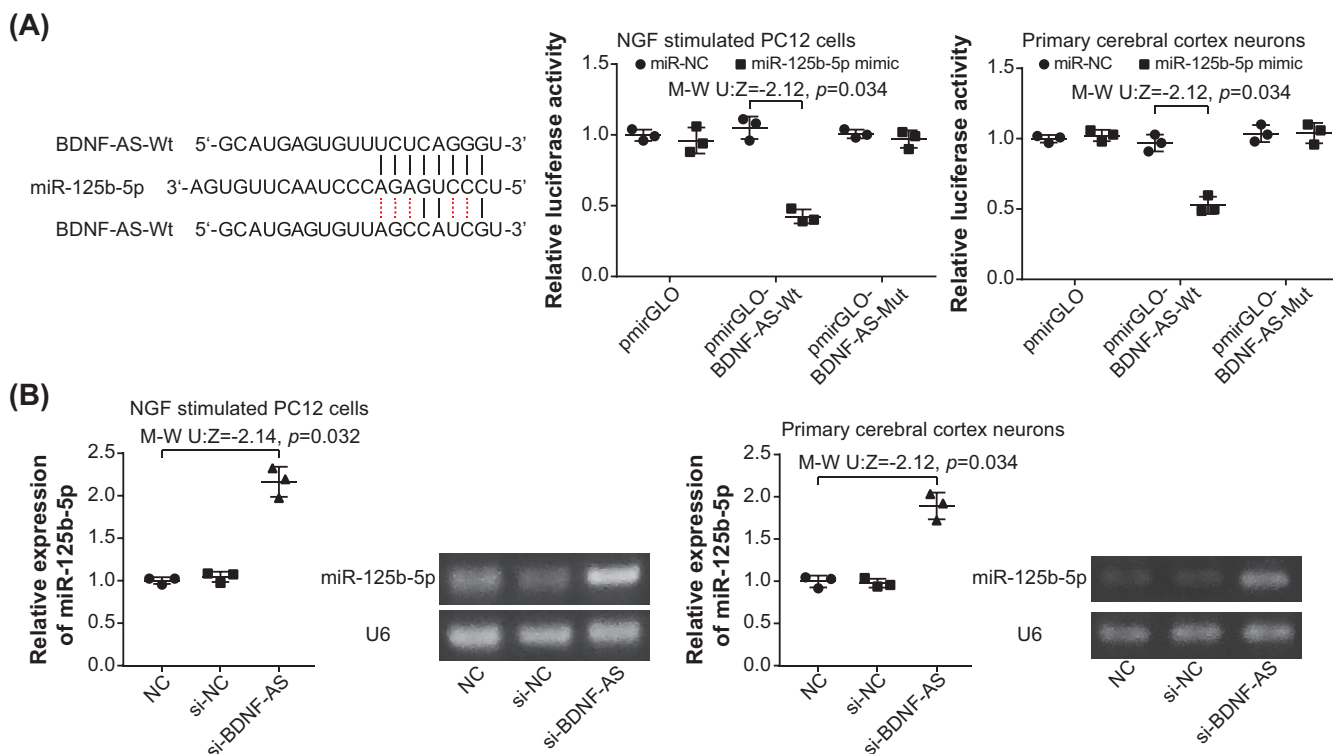 (A)
BDNF-AS-Wt 5‘-GCAUGAGUGUUUCUCAGGGU-3’
miR-125b-5p 3‘-AGUGUUCAAUCCCAGAGUCCCU-5’
BDNF-AS-Wt 5‘-GCAUGAGUGUUAGCCAUCGU-3’
NGF stimulated PC12 cells
miR-NC miR-125b-5p mimic
M-W U:Z=-2.12, p=0.034
Relative luciferase activity
1.5
1.0
0.5
0.0
pmirGLO
pmirGLO-
BDNF-AS-Wt
pmirGLO-
BDNF-AS-Mut
Primary cerebral cortex neurons
miR-NC miR-125b-5p mimic
M-W U:Z=-2.12, p=0.034
Relative luciferase activity
1.5
1.0
0.5
0.0
pmirGLO
pmirGLO-
BDNF-AS-Wt
pmirGLO-
BDNF-AS-Mut
(B)
NGF stimulated PC12 cells
M-W U:Z=-2.14, p=0.032
Relative expression
of miR-125b-5p
2.5
2.0
1.5
1.0
0.5
0.0
NC
si-NC
si-BDNF-AS
miR-125b-5p
U6
NC
si-NC
si-BDNF-AS
Primary cerebral cortex neurons
M-W U:Z=-2.12, p=0.034
Relative expression
of miR-125b-5p
2.5
2.0
1.5
1.0
0.5
0.0
NC
si-NC
si-BDNF-AS
miR-125b-5p
U6
NC
si-NC
si-BDNF-AS